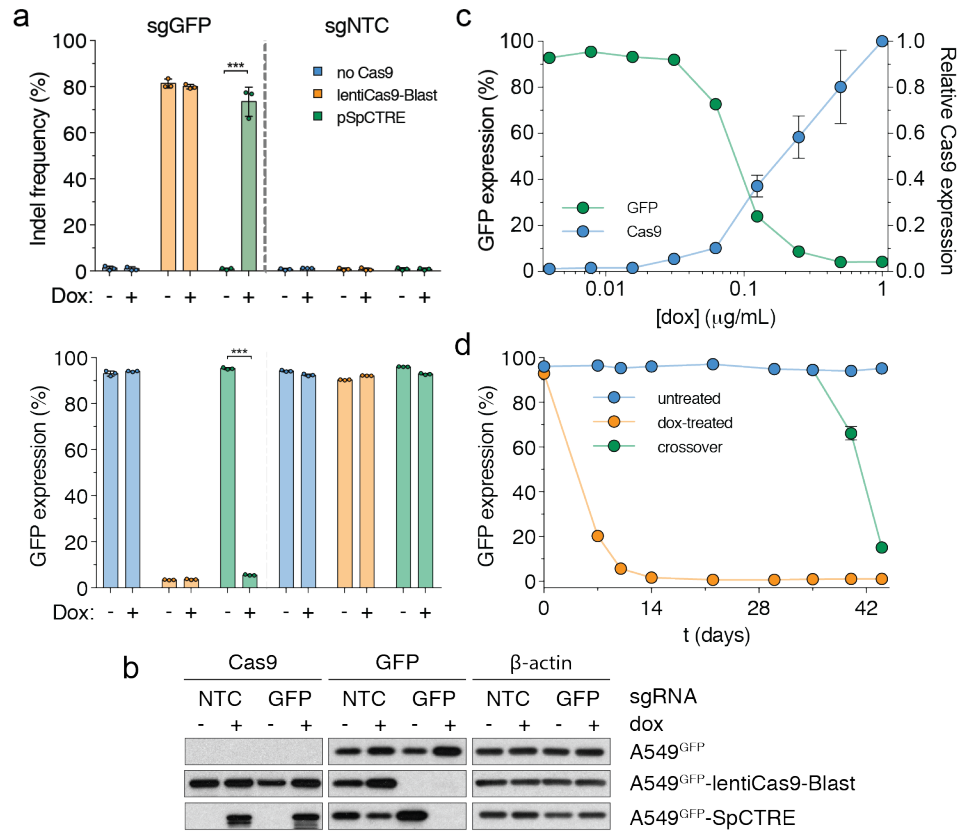 a
sgGFP sgNTC
Indel frequency (%)
100
80
60
40
20
0
***
no Cas9
lentiCas9-Blast
pSpCTRE
Dox: - + - + - + - + - + - +
GFP expression (%)
100
80
60
40
20
0
***
Dox: - + - + - + - + - + - +
c
GFP expression (%)
100
80
60
40
20
0
GFP
Cas9
1.0
0.8
0.6
0.4
0.2
0.0
Relative Cas9 expression
0.01 0.1 1
[dox] (μg/mL)
d
GFP expression (%)
100
80
60
40
20
0
untreated
dox-treated
crossover
0 14 28 42
t (days)
b
Cas9 GFP β-actin
NTC GFP NTC GFP NTC GFP sgRNA
- + - + - + - + - + - + dox
A549GFP
A549GFP-lentiCas9-Blast
A549GFP-SpCTRE